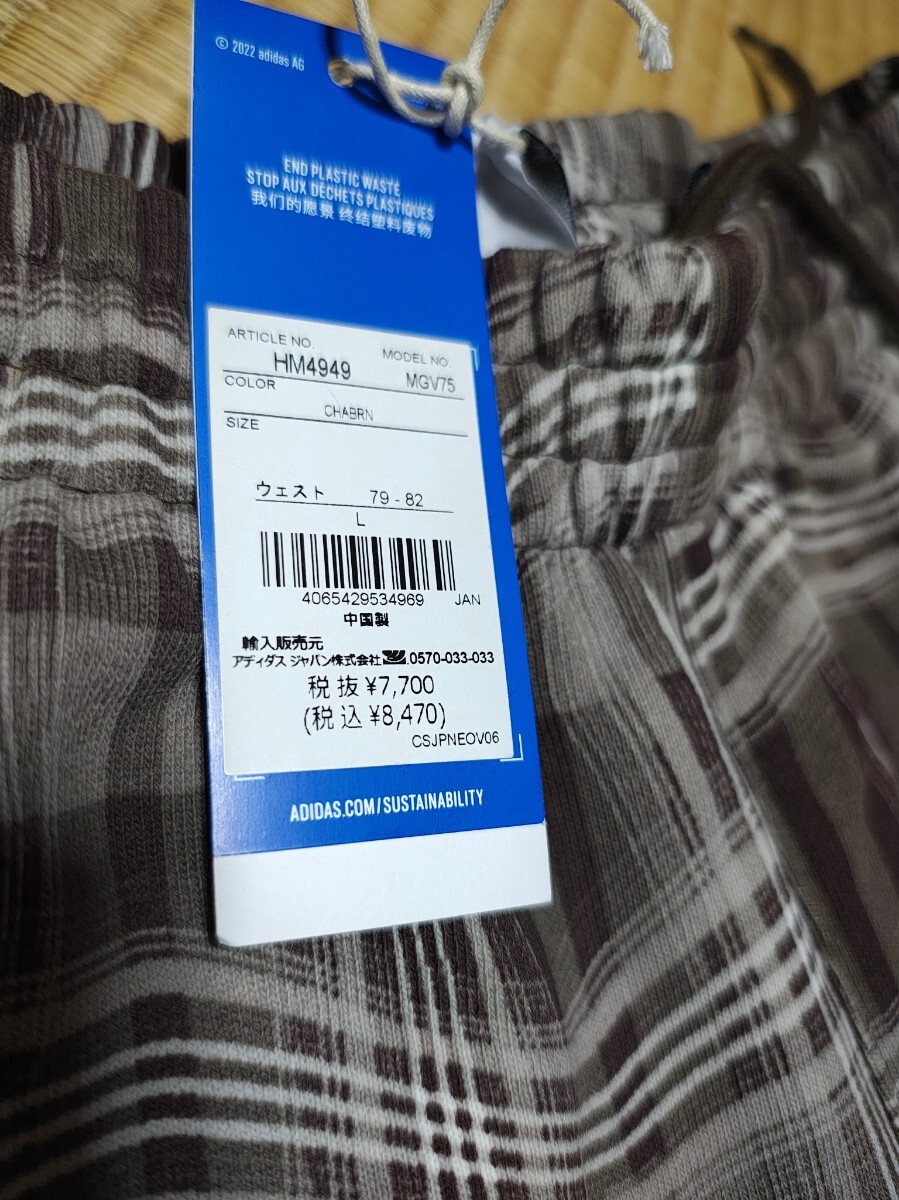 © 2022 adidas AG
END PLASTIC WASTE
STOP AUX DÉCHETS PLASTIQUES
我们的愿景 终结塑料废物
ARTICLE NO. MODEL NO.
HM4949 MGV75
COLOR
CHABRN
SIZE
ウェスト 79 - 82
L
4065429534969 JAN
中国製
輸入販売元
アディダス ジャパン株式会社 .0570-033-033
税抜 ¥7,700
(税込 ¥8,470)
CSJPNEOV06
ADIDAS.COM/SUSTAINABILITY